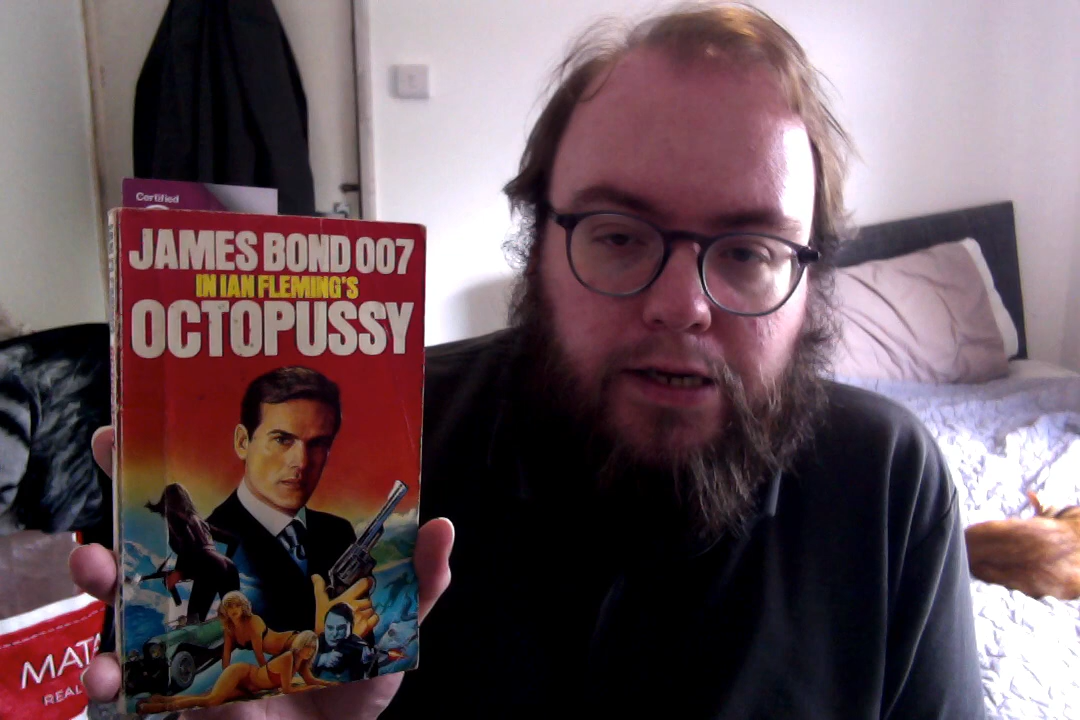 Certified
JAMES BOND 007
IN IAN FLEMING'S
OCTOPUSSY
MATA
REAL